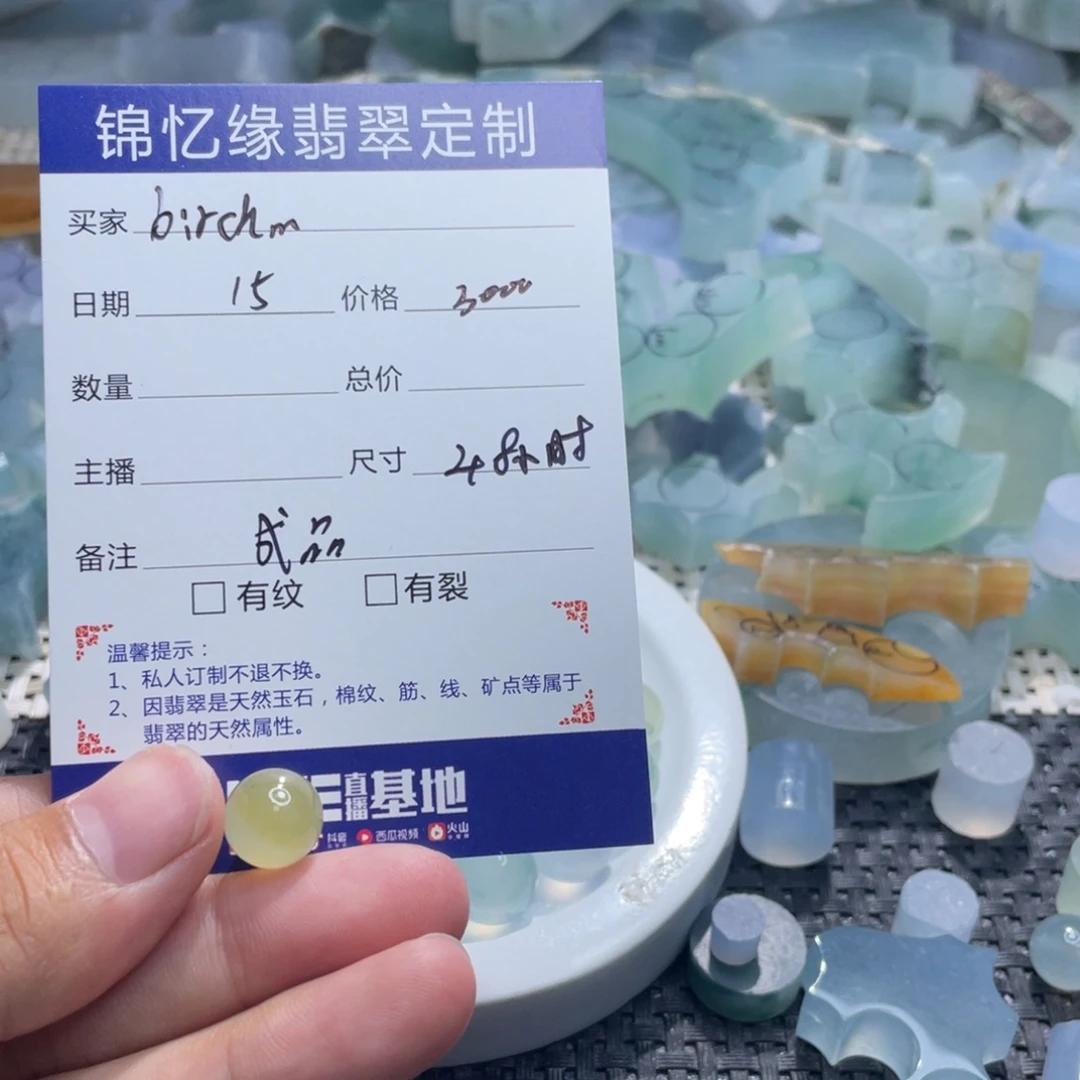 锦忆缘翡翠定制
买家 birchm
日期 15 价格 3000
数量 总价
主播 尺寸 48小时
备注 成品
有纹 有裂
温馨提示：
1、私人订制不退不换。
2、因翡翠是天然玉石，棉纹、筋、线、矿点等属于
翡翠的天然属性。
直播基地
抖音 西瓜视频 火山